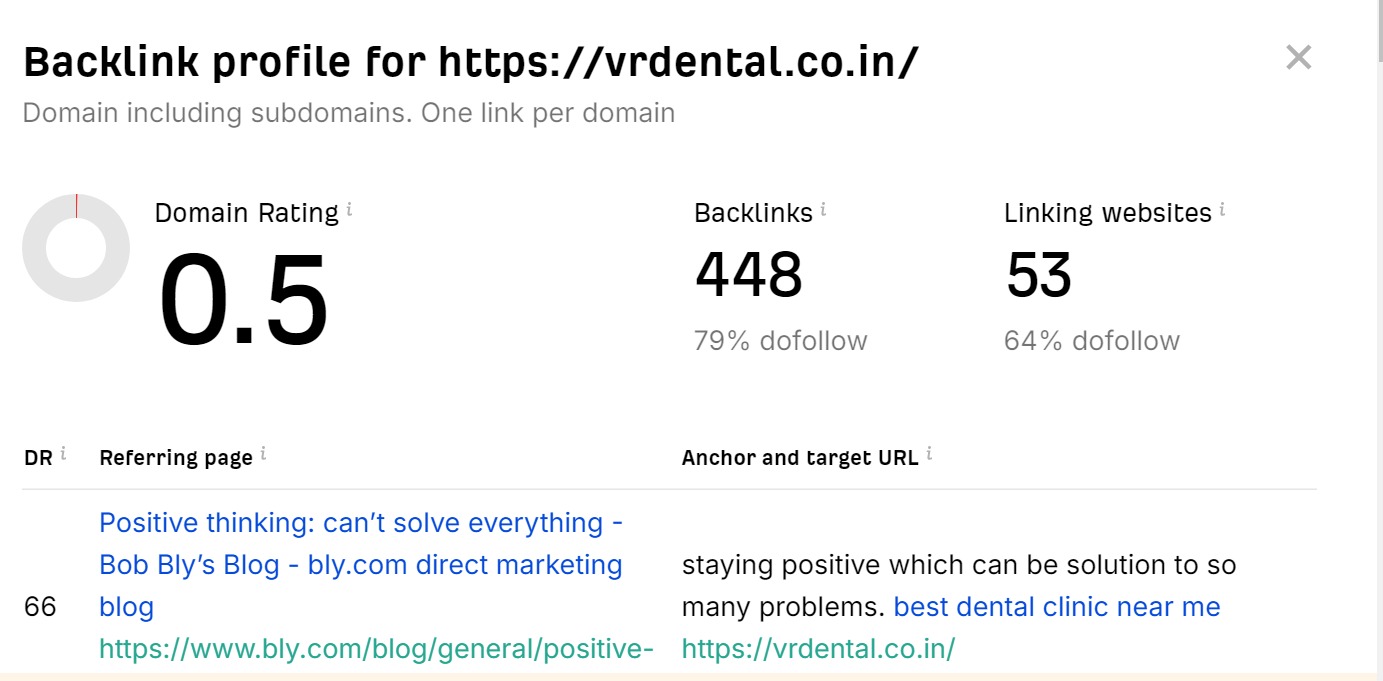 Backlink profile for https://vrdental.co.in/
Domain including subdomains. One link per domain
Domain Rating i
0.5
Backlinks i
448
79% dofollow
Linking websites i
53
64% dofollow
DR i Referring page i Anchor and target URL i
66
Positive thinking: can’t solve everything -
Bob Bly’s Blog - bly.com direct marketing
blog
https://www.bly.com/blog/general/positive-
staying positive which can be solution to so
many problems. best dental clinic near me
https://vrdental.co.in/